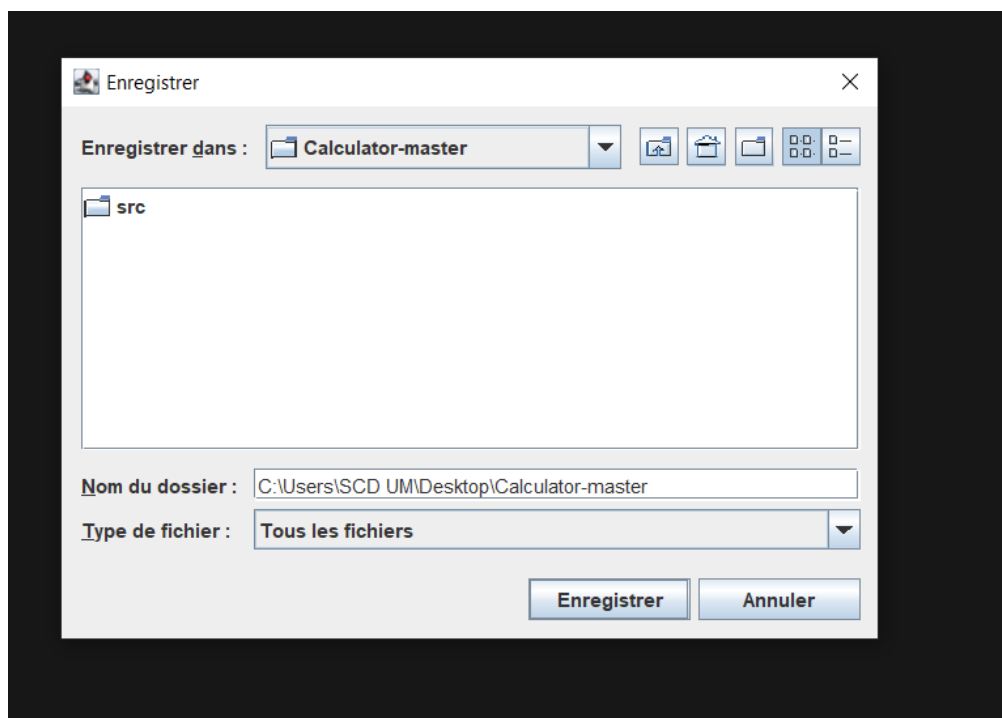 Enregistrer
Enregistrer dans : Calculator-master
src
Nom du dossier : C:\Users\SCD UM\Desktop\Calculator-master
Type de fichier : Tous les fichiers
Enregistrer Annuler